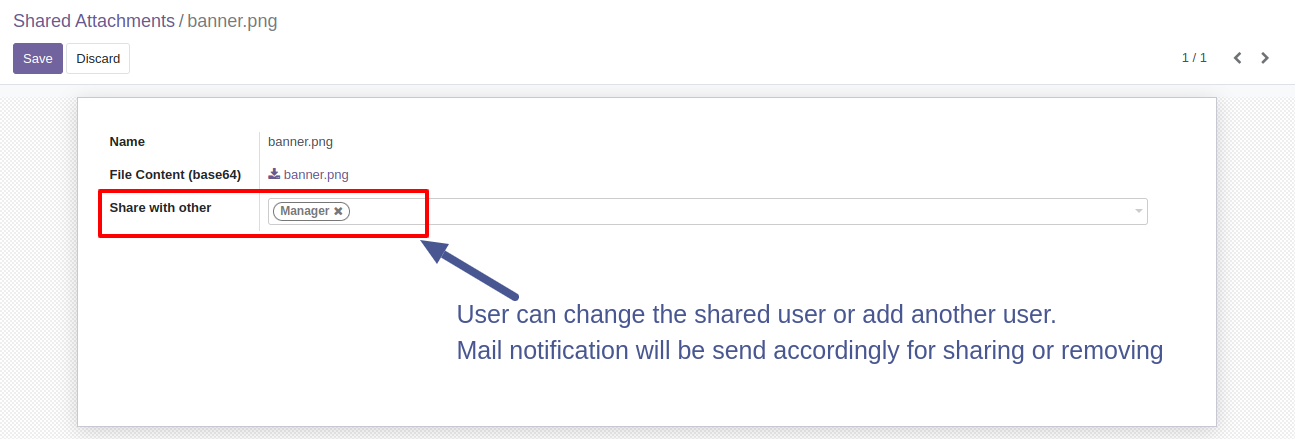 Shared Attachments / banner.png
Save Discard 1 / 1
Name banner.png
File Content (base64) banner.png
Share with other Manager ✖
User can change the shared user or add another user.
Mail notification will be send accordingly for sharing or removing